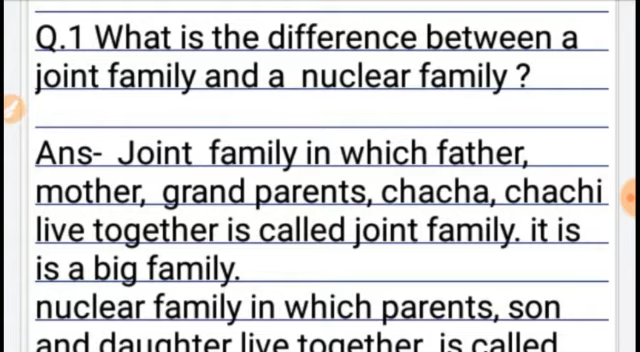 Q.1 What is the difference between a
joint family and a nuclear family ?
Ans- Joint family in which father,
mother, grand parents, chacha, chachi
live together is called joint family. it is
is a big family.
nuclear family in which parents, son
and daughter live together is called